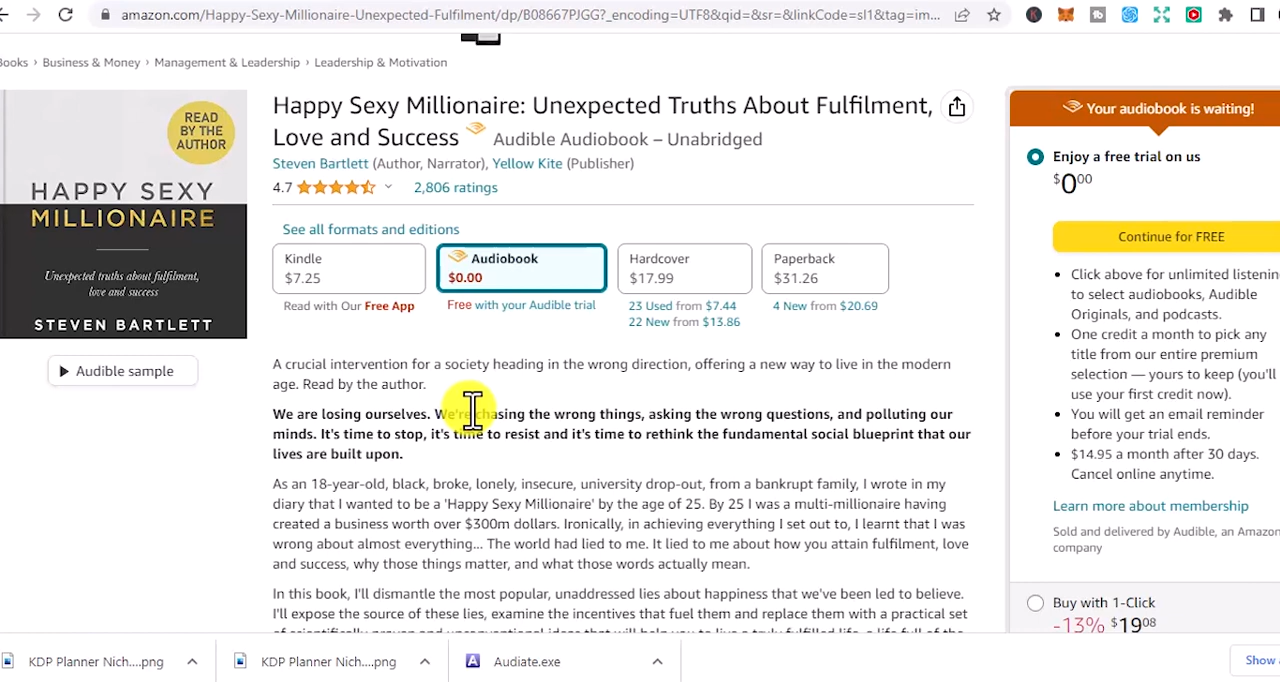 amazon.com/Happy-Sexy-Millionaire-Unexpected-Fulfilment/dp/B08667PJGG?_encoding=UTF8&qid=&sr=&linkCode=sl1&tag=im...
ooks › Business & Money › Management & Leadership › Leadership & Motivation
READ
BY THE
AUTHOR
HAPPY SEXY
MILLIONAIRE
Unexpected truths about fulfilment,
love and success
STEVEN BARTLETT
Audible sample
Happy Sexy Millionaire: Unexpected Truths About Fulfilment,
Love and Success Audible Audiobook – Unabridged
Steven Bartlett (Author, Narrator), Yellow Kite (Publisher)
4.7 2,806 ratings
See all formats and editions
Kindle
$7.25
Read with Our Free App
Audiobook
$0.00
Free with your Audible trial
Hardcover
$17.99
23 Used from $7.44
22 New from $13.86
Paperback
$31.26
4 New from $20.69
A crucial intervention for a society heading in the wrong direction, offering a new way to live in the modern
age. Read by the author.
We are losing ourselves. We're chasing the wrong things, asking the wrong questions, and polluting our
minds. It's time to stop, it's time to resist and it's time to rethink the fundamental social blueprint that our
lives are built upon.
As an 18-year-old, black, broke, lonely, insecure, university drop-out, from a bankrupt family, I wrote in my
diary that I wanted to be a 'Happy Sexy Millionaire' by the age of 25. By 25 I was a multi-millionaire having
created a business worth over $300m dollars. Ironically, in achieving everything I set out to, I learnt that I was
wrong about almost everything... The world had lied to me. It lied to me about how you attain fulfilment, love
and success, why those things matter, and what those words actually mean.
In this book, I'll dismantle the most popular, unaddressed lies about happiness that we've been led to believe.
I'll expose the source of these lies, examine the incentives that fuel them and replace them with a practical set
of scientifically proven and unconventional ideas that will help you to live a truly fulfilled life, a life full of the
Your audiobook is waiting!
Enjoy a free trial on us
$0.00
Continue for FREE
Click above for unlimited listenin
to select audiobooks, Audible
Originals, and podcasts.
One credit a month to pick any
title from our entire premium
selection — yours to keep (you'll
use your first credit now).
You will get an email reminder
before your trial ends.
$14.95 a month after 30 days.
Cancel online anytime.
Learn more about membership
Sold and delivered by Audible, an Amazon
company
Buy with 1-Click
-13% $19.08
KDP Planner Nich....png
KDP Planner Nich....png
A Audiate.exe
Show